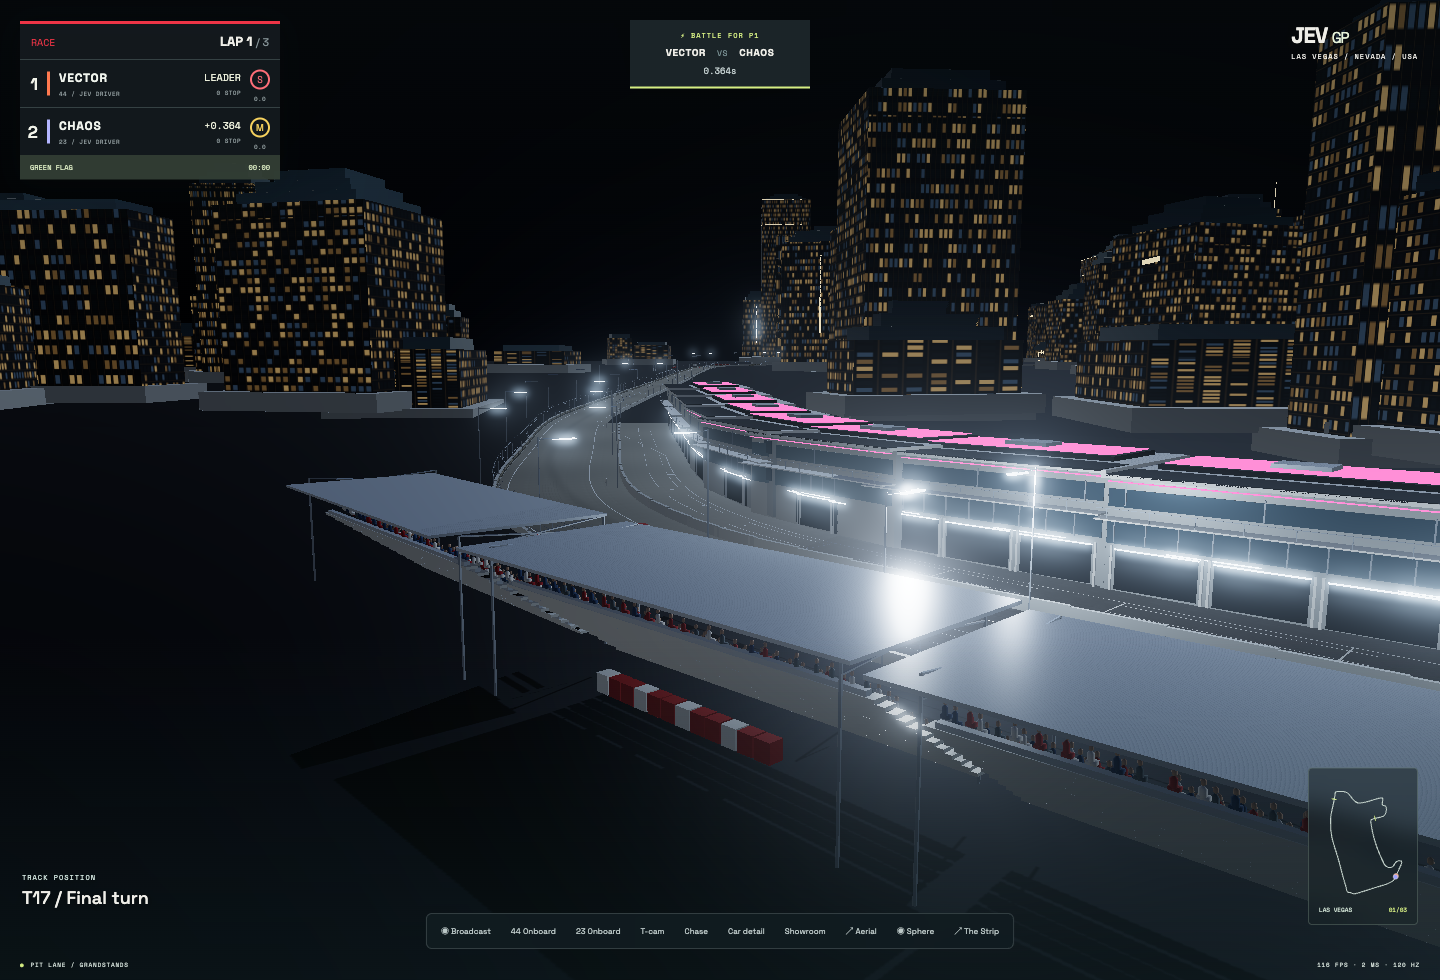 RACE LAP 1 / 3
1 VECTOR LEADER S
44 / JEV DRIVER 0 STOP 0.0
2 CHAOS +0.364 M
23 / JEV DRIVER 0 STOP 0.0
GREEN FLAG 00:00
⚡ BATTLE FOR P1
VECTOR VS CHAOS
0.364s
JEV GP
LAS VEGAS / NEVADA / USA
TRACK POSITION
T17 / Final turn
◉ Broadcast 44 Onboard 23 Onboard T-cam Chase Car detail Showroom ↗ Aerial ◉ Sphere ↗ The Strip
LAS VEGAS 01/03
PIT LANE / GRANDSTANDS
116 FPS · 2 MS · 120 HZ